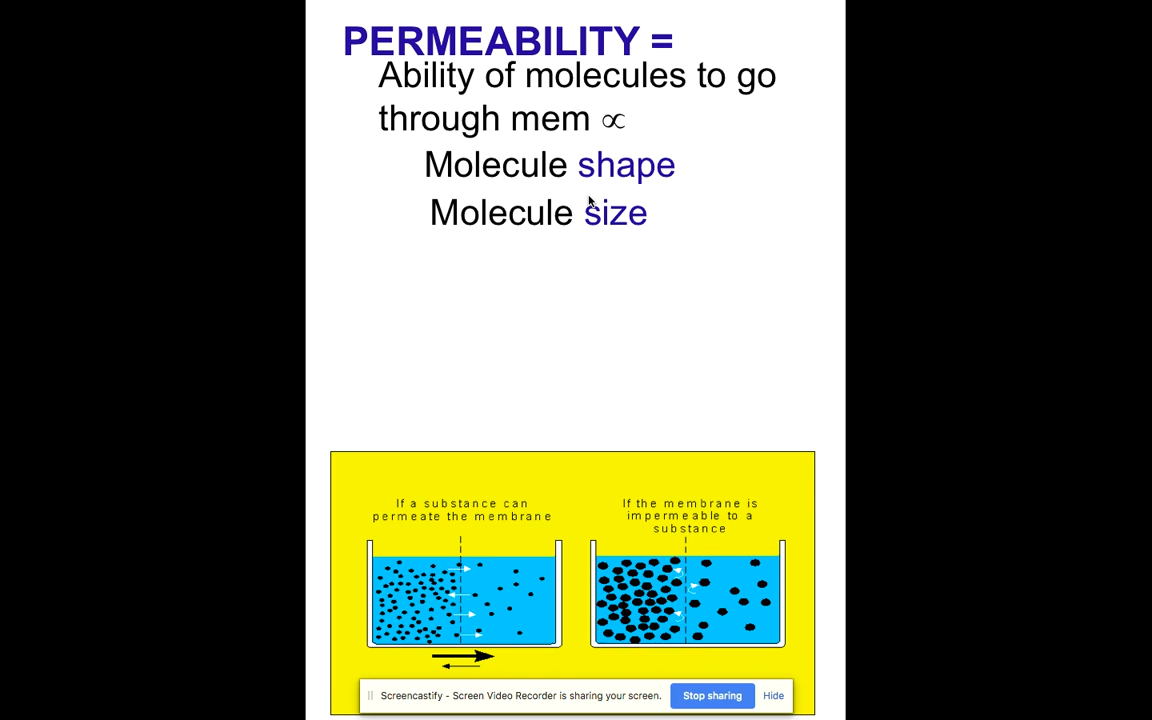 PERMEABILITY =
Ability of molecules to go
through mem ∝
Molecule shape
Molecule size
If a substance can
permeate the membrane
If the membrane is
impermeable to a
substance
Screencastify - Screen Video Recorder is sharing your screen.
Stop sharing
Hide